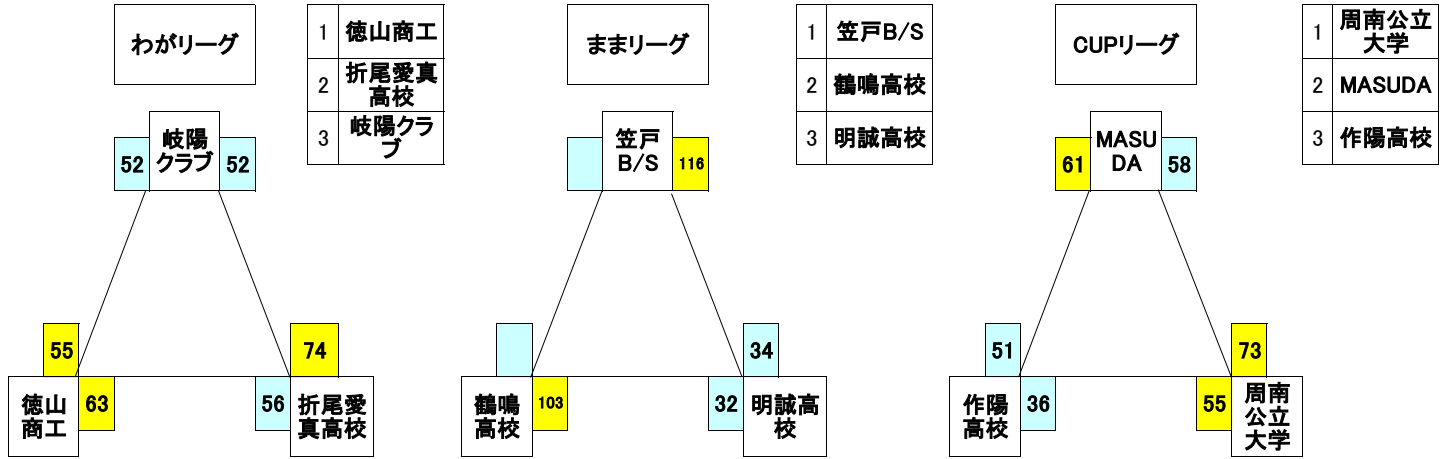 わがリーグ
1 徳山商工
2 折尾愛真
高校
3 岐陽クラ
ブ
岐陽
クラブ
52
52
55
74
徳山
商工
63
56
折尾愛
真高校
ままリーグ
1 笠戸B/S
2 鶴鳴高校
3 明誠高校
笠戸
B/S
116
34
鶴鳴
高校
103
32
明誠高
校
CUPリーグ
1 周南公立
大学
2 MASUDA
3 作陽高校
MASU
DA
61
58
51
73
作陽
高校
36
55
周南
公立
大学